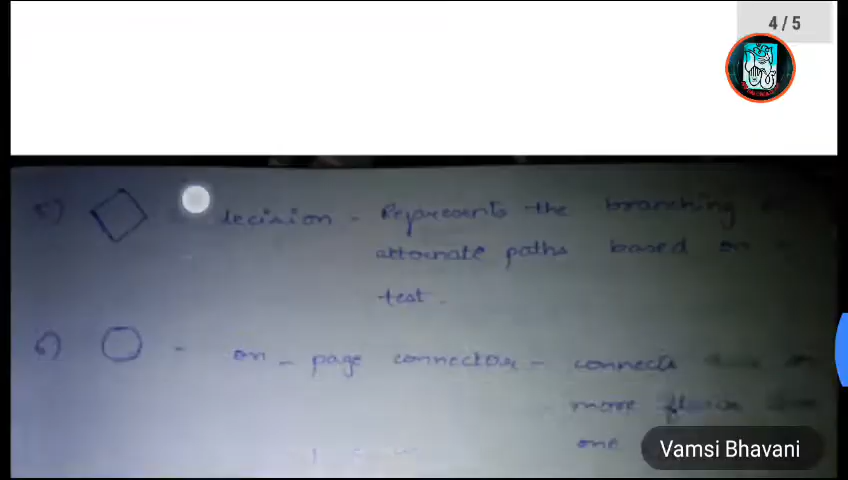 4/5
5) decision - Represents the branching
alternate paths based on
test.
6) - on-page connector - connects
more flows
one
Vamsi Bhavani